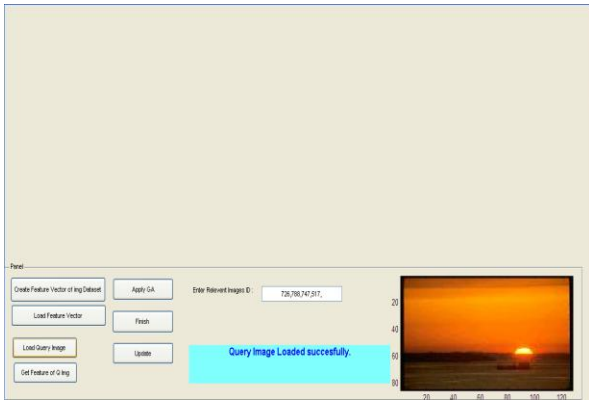 Panel
Create Feature Vector of Img Dataset
Apply GA
Enter Relevent Images ID :
726,788,747,517,
Load Feature Vector
Finish
Load Query Image
Update
Query Image Loaded succesfully.
Get Feature of Q Img
20
40
60
80
20
40
60
80
100
120